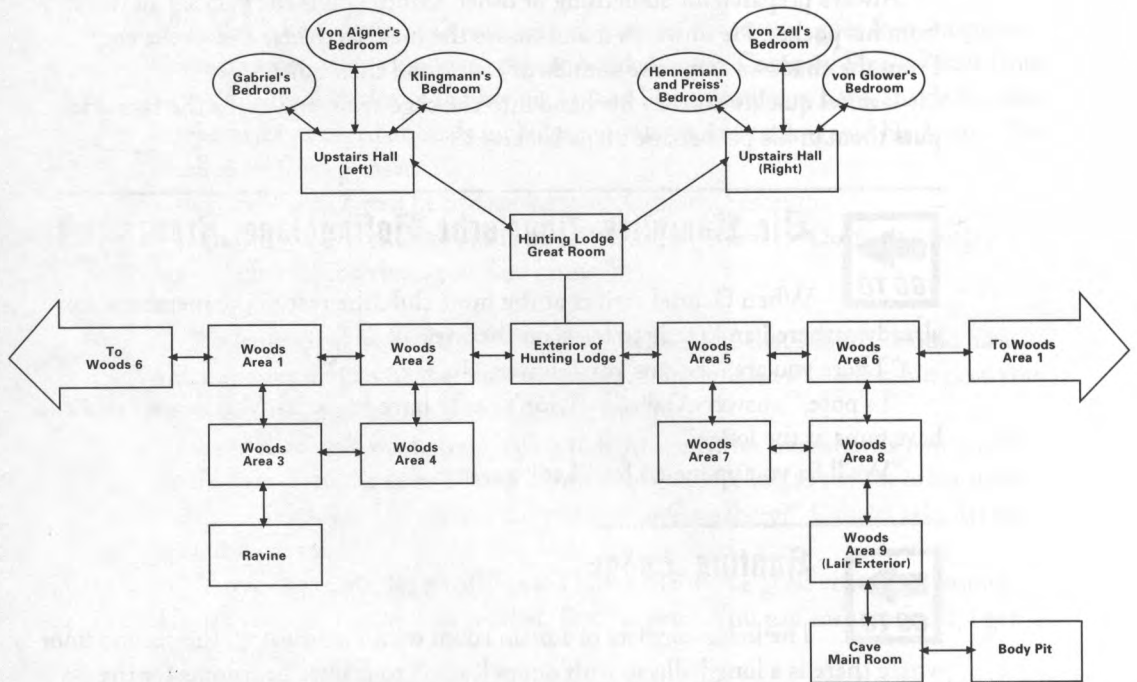 Von Aigner's
Bedroom
von Zell's
Bedroom
Gabriel's
Bedroom
Klingmann's
Bedroom
Hennemann
and Preiss'
Bedroom
von Glower's
Bedroom
Upstairs Hall
(Left)
Upstairs Hall
(Right)
Hunting Lodge
Great Room
To
Woods 6
Woods
Area 1
Woods
Area 2
Exterior of
Hunting Lodge
Woods
Area 5
Woods
Area 6
To Woods
Area 1
Woods
Area 3
Woods
Area 4
Woods
Area 7
Woods
Area 8
Ravine
Woods
Area 9
(Lair Exterior)
Cave
Main Room
Body Pit